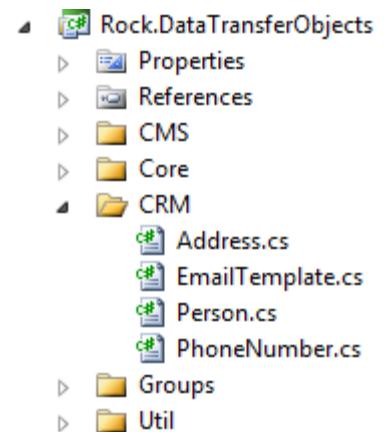 Rock.DataTransferObjects
Properties
References
CMS
Core
CRM
Address.cs
EmailTemplate.cs
Person.cs
PhoneNumber.cs
Groups
Util